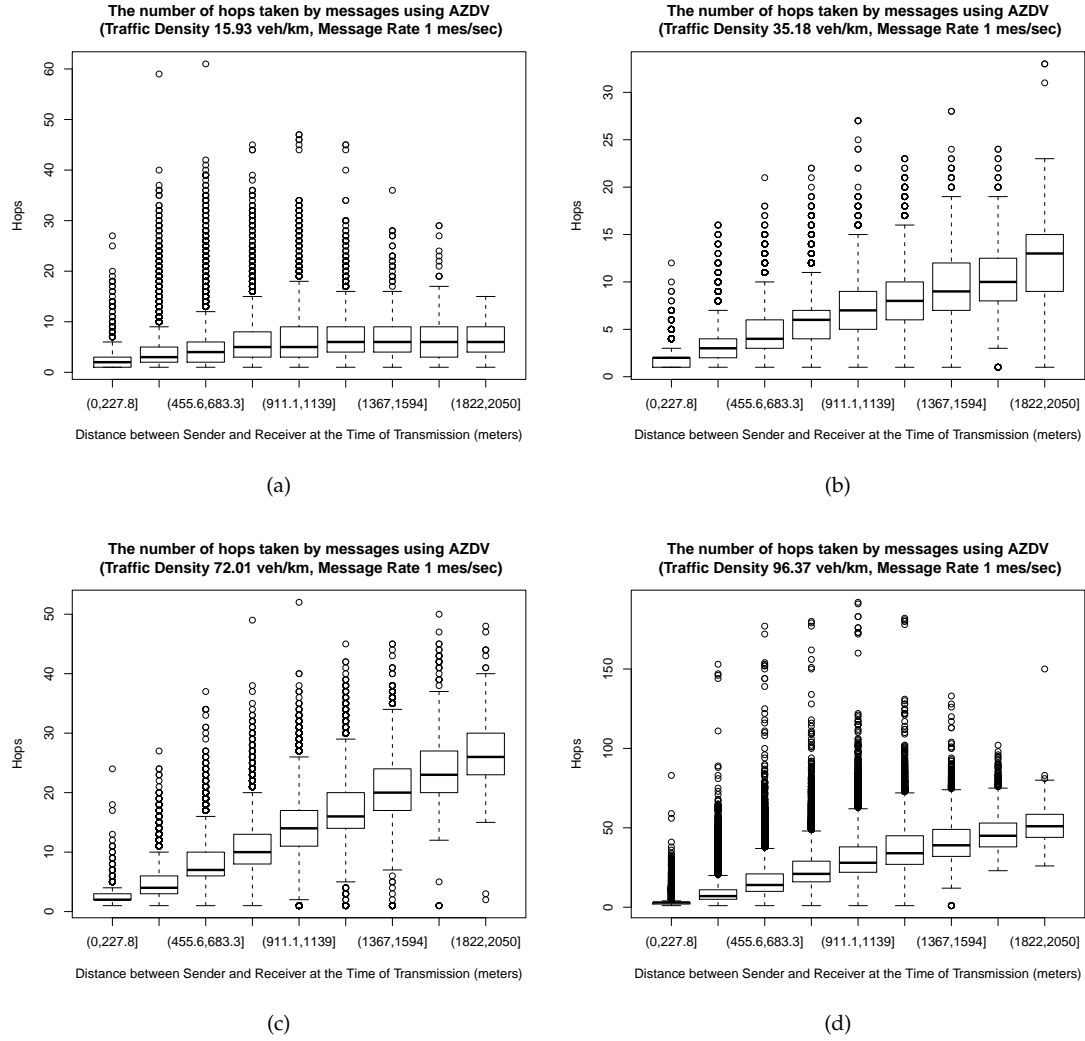 The number of hops taken by messages using AZDV
(Traffic Density 15.93 veh/km, Message Rate 1 mes/sec)
Hops
60
50
40
30
20
10
0
(0,227.8]
(455.6,683.3]
(911.1,1139]
(1367,1594]
(1822,2050]
Distance between Sender and Receiver at the Time of Transmission (meters)
(a)
The number of hops taken by messages using AZDV
(Traffic Density 35.18 veh/km, Message Rate 1 mes/sec)
Hops
30
25
20
15
10
5
0
(0,227.8]
(455.6,683.3]
(911.1,1139]
(1367,1594]
(1822,2050]
Distance between Sender and Receiver at the Time of Transmission (meters)
(b)
The number of hops taken by messages using AZDV
(Traffic Density 72.01 veh/km, Message Rate 1 mes/sec)
Hops
50
40
30
20
10
0
(0,227.8]
(455.6,683.3]
(911.1,1139]
(1367,1594]
(1822,2050]
Distance between Sender and Receiver at the Time of Transmission (meters)
(c)
The number of hops taken by messages using AZDV
(Traffic Density 96.37 veh/km, Message Rate 1 mes/sec)
Hops
150
100
50
0
(0,227.8]
(455.6,683.3]
(911.1,1139]
(1367,1594]
(1822,2050]
Distance between Sender and Receiver at the Time of Transmission (meters)
(d)